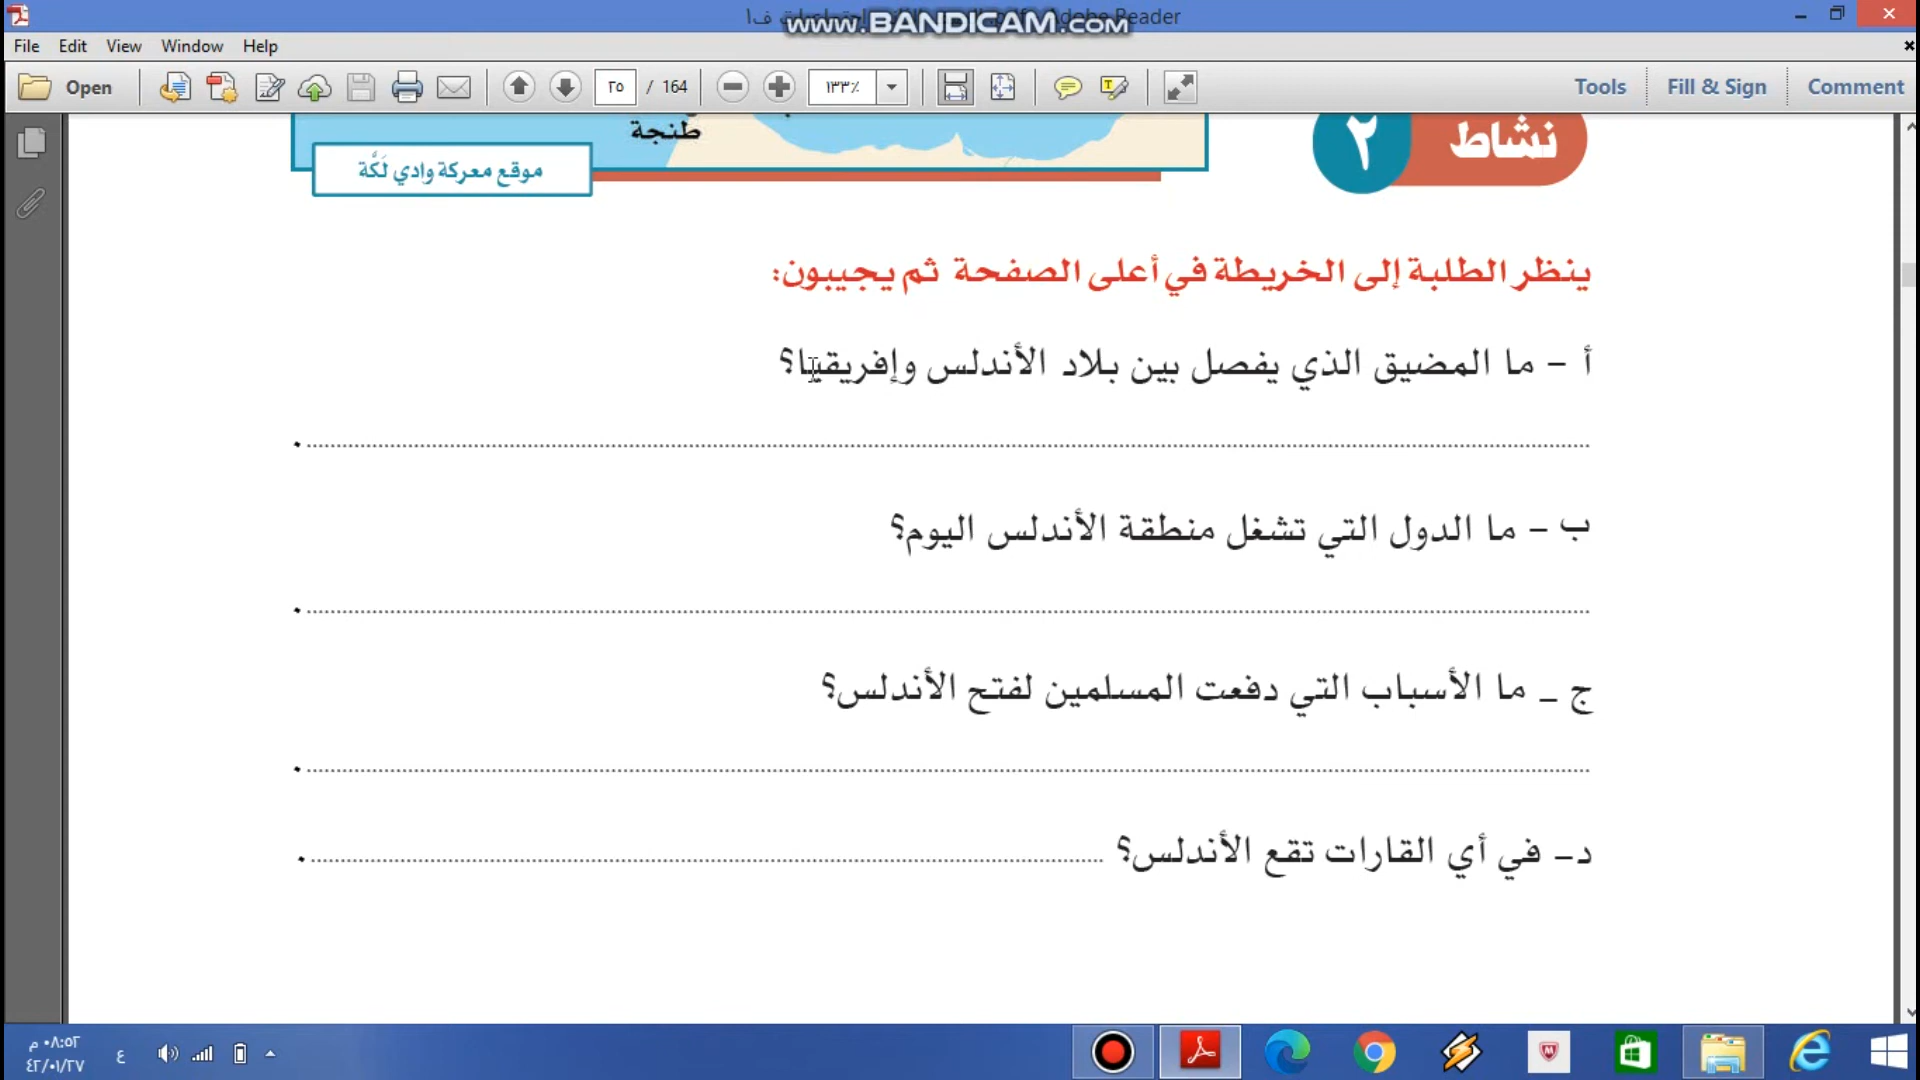 Adobe Reader
www.BANDICAM.com
File Edit View Window Help
Open
٢٥ / 164
١٣٣٪
Tools Fill & Sign Comment
طنجة
موقع معركة وادي لَكَّة
نشاط ٢
ينظر الطلبة إلى الخريطة في أعلى الصفحة ثم يجيبون:
أ – ما المضيق الذي يفصل بين بلاد الأندلس وإفريقيا؟
ب – ما الدول التي تشغل منطقة الأندلس اليوم؟
ج _ ما الأسباب التي دفعت المسلمين لفتح الأندلس؟
د– في أي القارات تقع الأندلس؟
ع
٠٨:٥٢ م
٤٢/٠١/٢٧